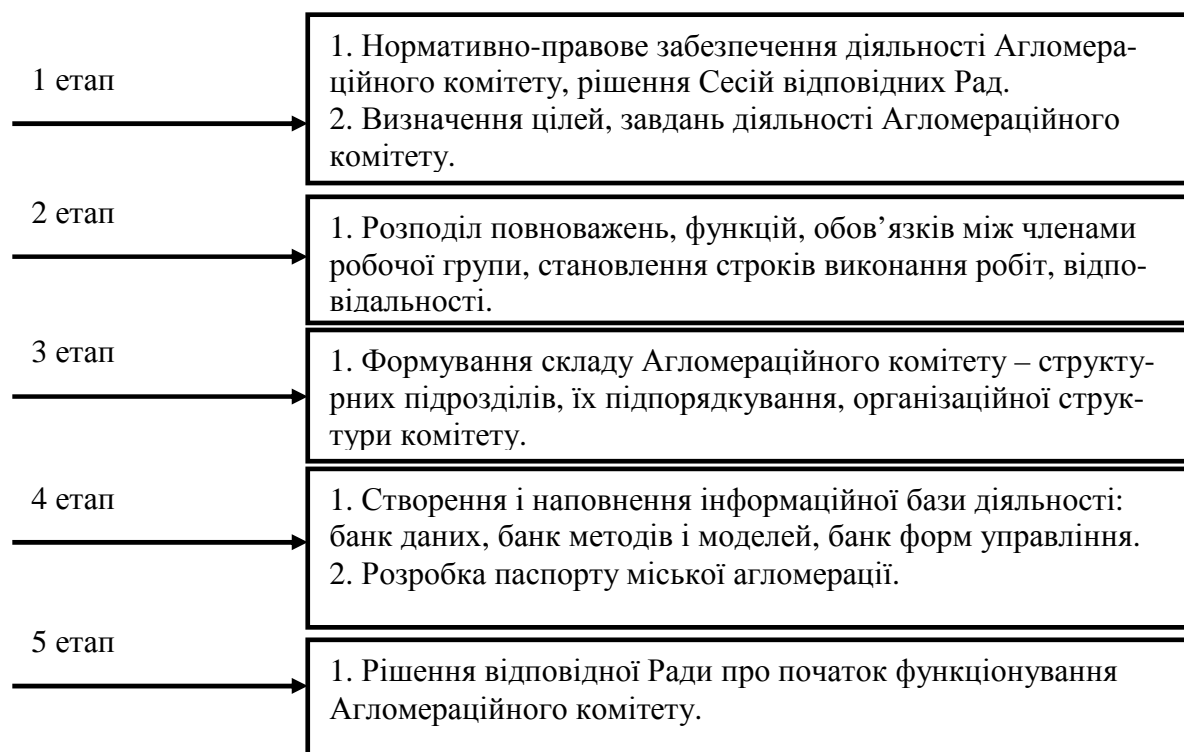 1 етап
1. Нормативно-правове забезпечення діяльності Агломера-
ційного комітету, рішення Сесій відповідних Рад.
2. Визначення цілей, завдань діяльності Агломераційного
комітету.
2 етап
1. Розподіл повноважень, функцій, обов’язків між членами
робочої групи, становлення строків виконання робіт, відпо-
відальності.
3 етап
1. Формування складу Агломераційного комітету – структу-
рних підрозділів, їх підпорядкування, організаційної струк-
тури комітету.
4 етап
1. Створення і наповнення інформаційної бази діяльності:
банк даних, банк методів і моделей, банк форм управління.
2. Розробка паспорту міської агломерації.
5 етап
1. Рішення відповідної Ради про початок функціонування
Агломераційного комітету.